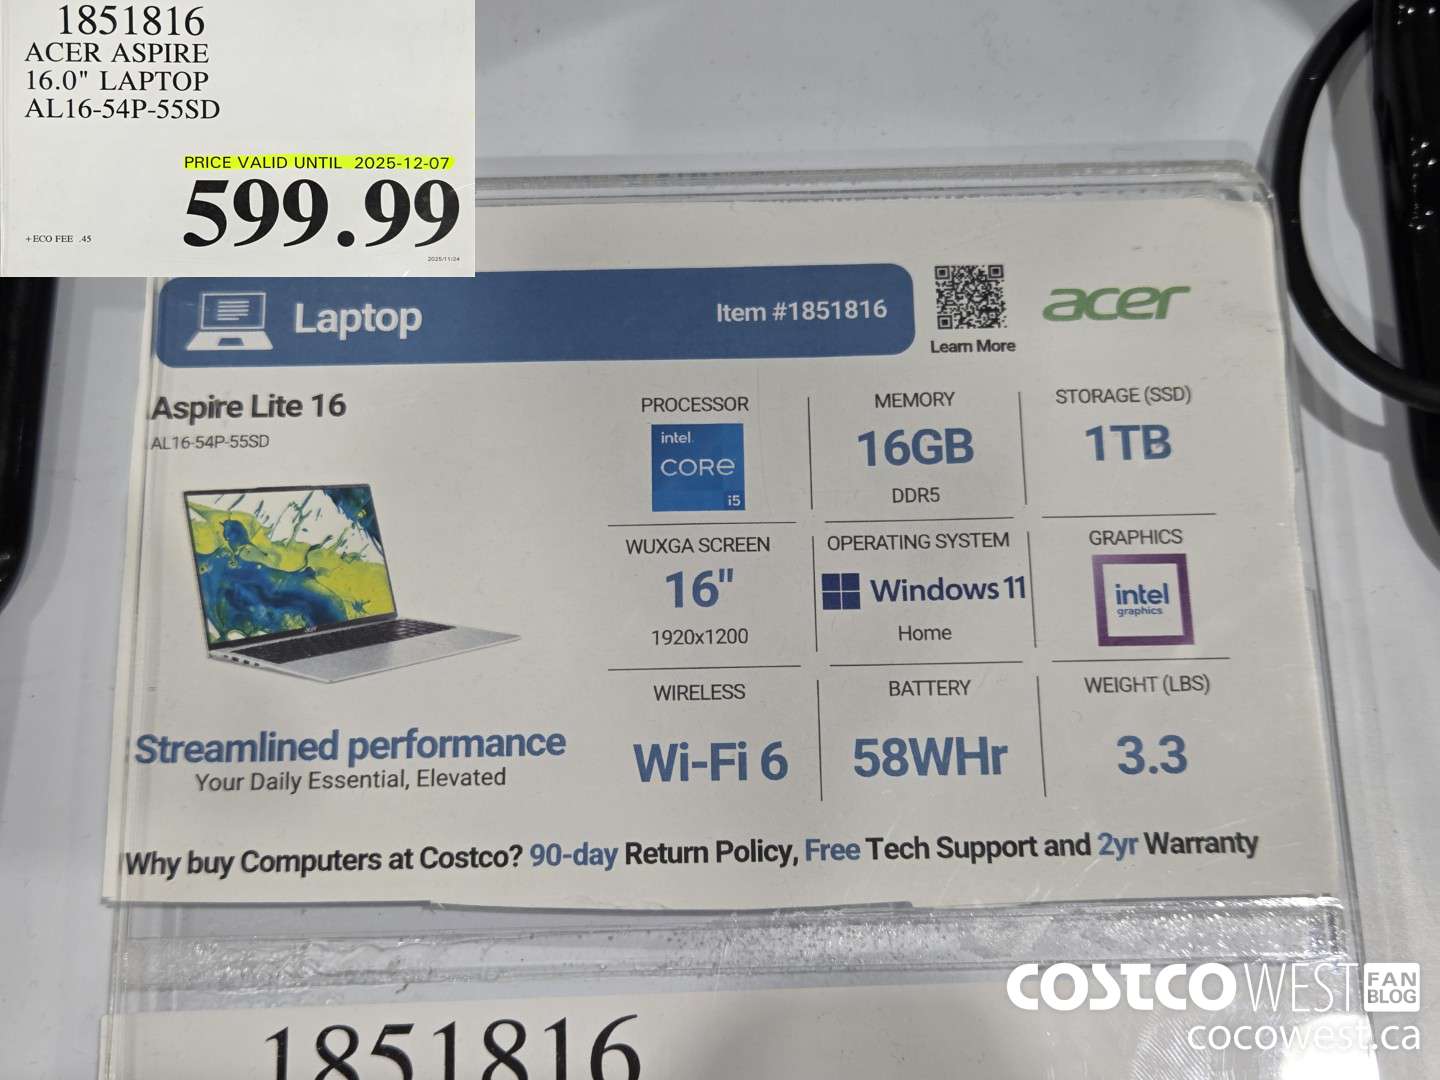 1851816
ACER ASPIRE
16.0" LAPTOP
AL16-54P-55SD
PRICE VALID UNTIL 2025-12-07
599.99
+ECO FEE .45
2025/11/24
Laptop
Item #1851816
Learn More
acer
Aspire Lite 16
AL16-54P-55SD
PROCESSOR
intel
CORE
i5
MEMORY
16GB
DDR5
STORAGE (SSD)
1TB
WUXGA SCREEN
16"
1920x1200
OPERATING SYSTEM
Windows 11
Home
GRAPHICS
intel
graphics
WIRELESS
Wi-Fi 6
BATTERY
58WHr
WEIGHT (LBS)
3.3
acer
Streamlined performance
Your Daily Essential, Elevated
Why buy Computers at Costco? 90-day Return Policy, Free Tech Support and 2yr Warranty
1851816
COSTCO WEST FAN BLOG
cocowest.ca